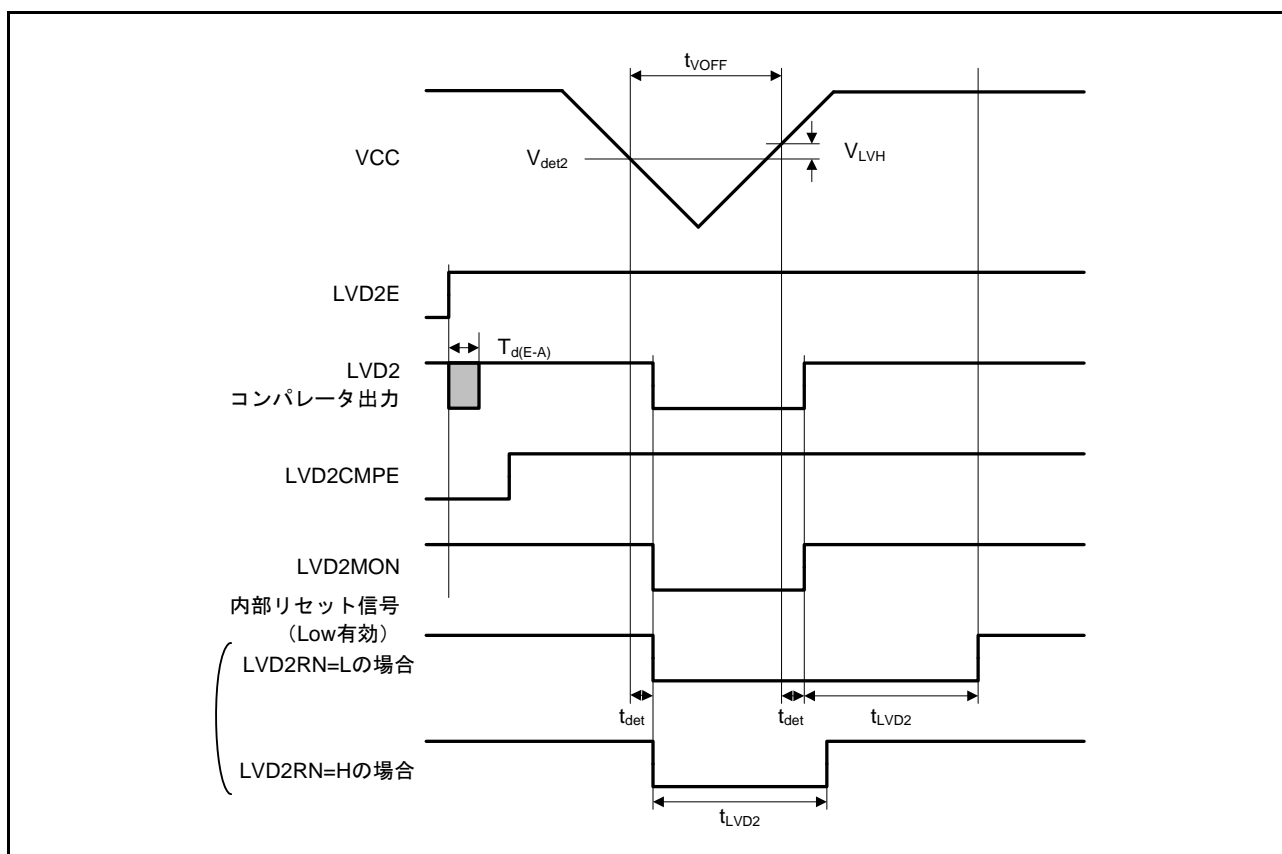 tVOFF
VCC
Vdet2
VLVH
LVD2E
Td(E-A)
LVD2
コンパレータ出力
LVD2CMPE
LVD2MON
内部リセット信号
（Low有効）
LVD2RN=Lの場合
tdet
tdet
tLVD2
LVD2RN=Hの場合
tLVD2